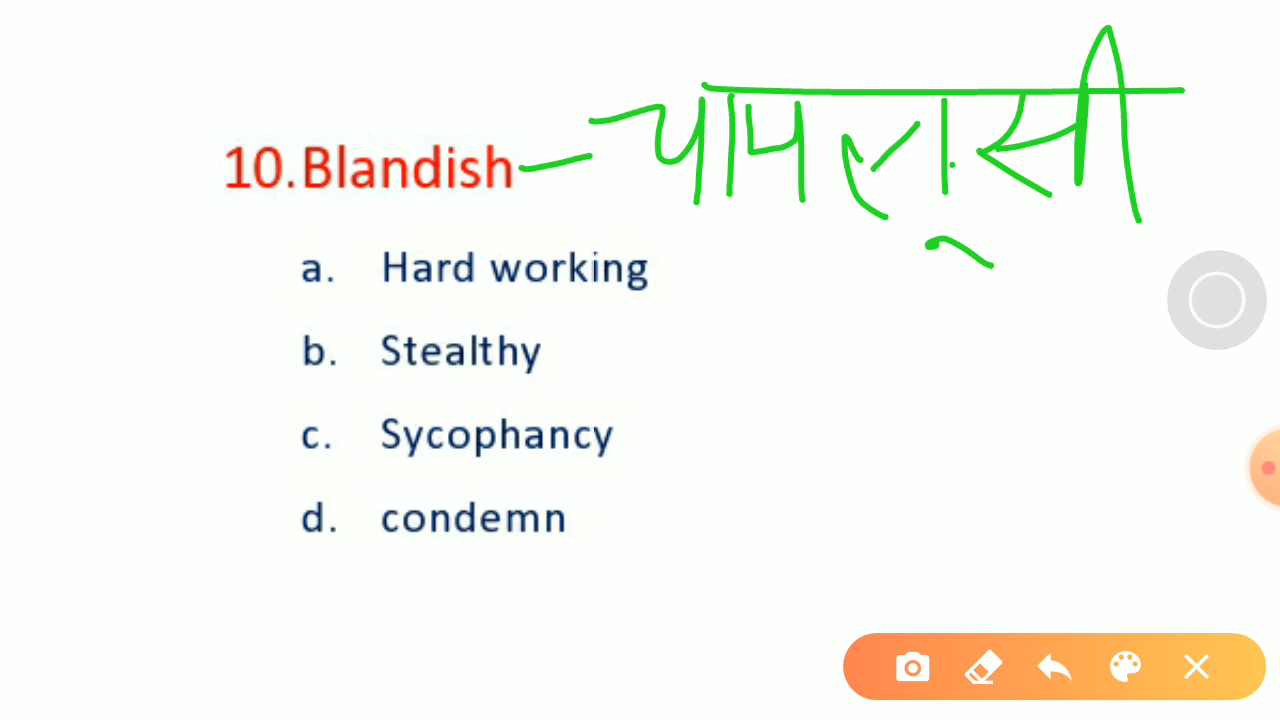 10. Blandish – चापलुसी
a. Hard working
b. Stealthy
c. Sycophancy
d. condemn